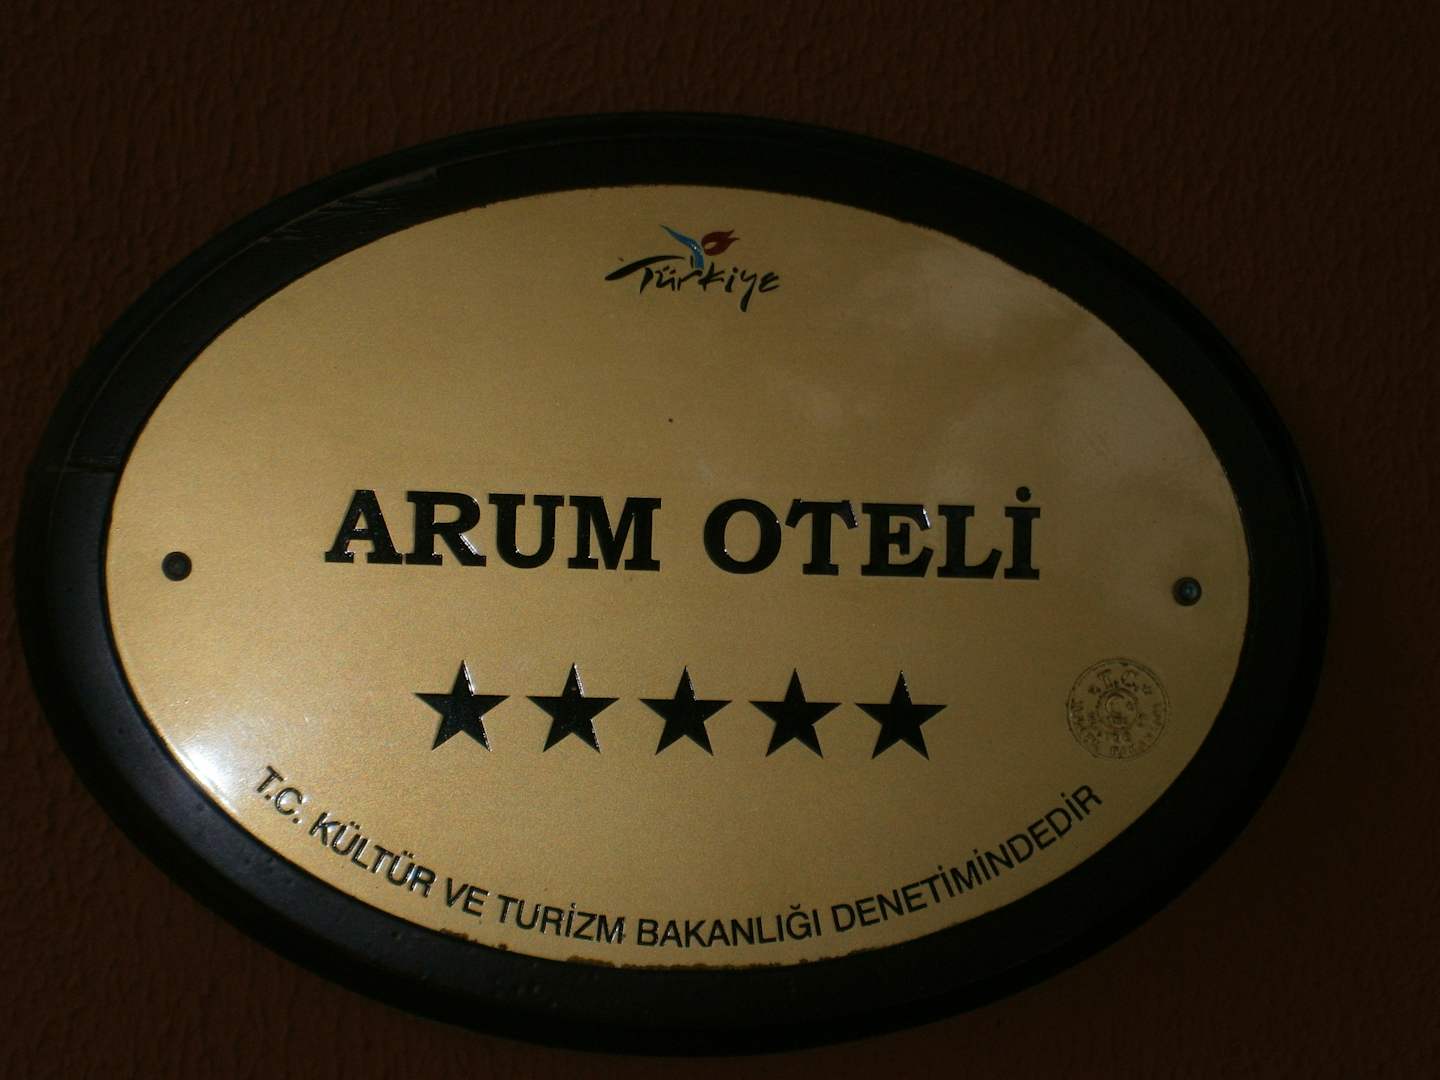 Türkiye
ARUM OTELİ
T.C. KÜLTÜR VE TURİZM BAKANLIĞI DENETİMİNDEDİR
T.C.